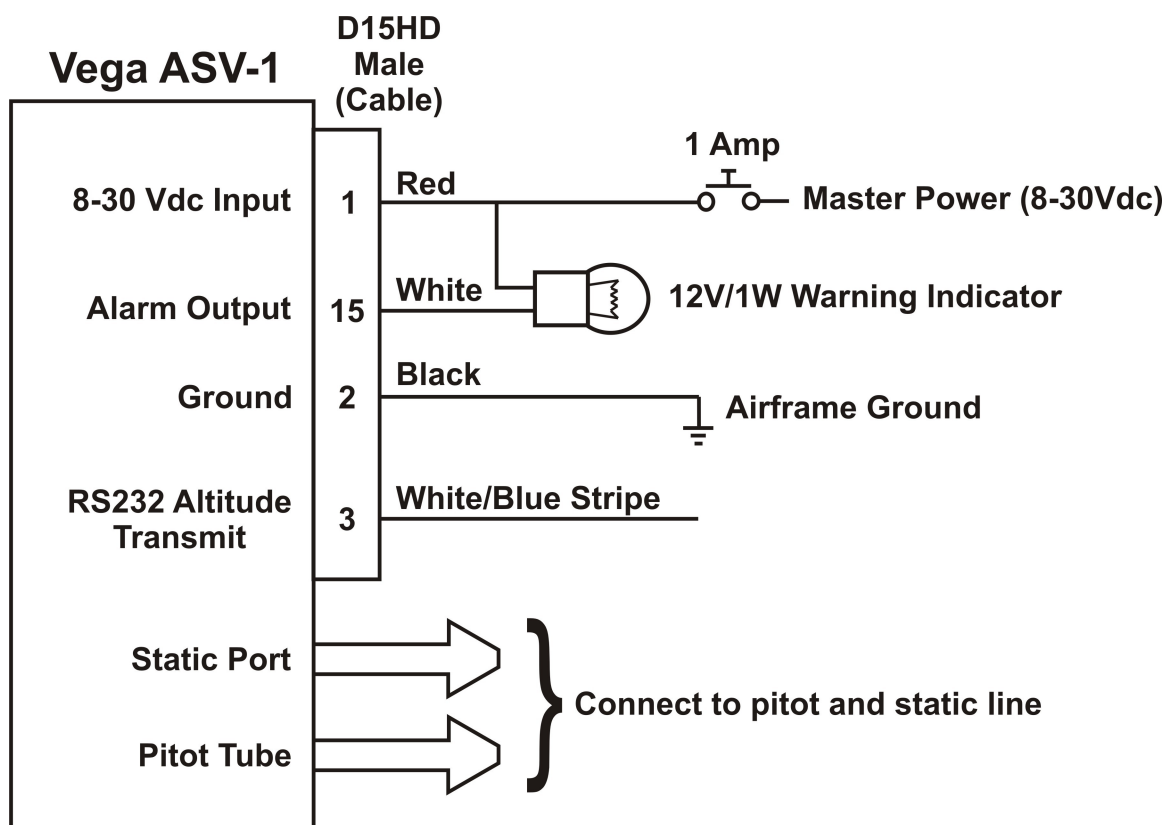 Vega ASV-1
D15HD
Male
(Cable)
8-30 Vdc Input
1
Red
1 Amp
Master Power (8-30Vdc)
Alarm Output
15
White
12V/1W Warning Indicator
Ground
2
Black
Airframe Ground
RS232 Altitude
Transmit
3
White/Blue Stripe
Static Port
Pitot Tube
Connect to pitot and static line